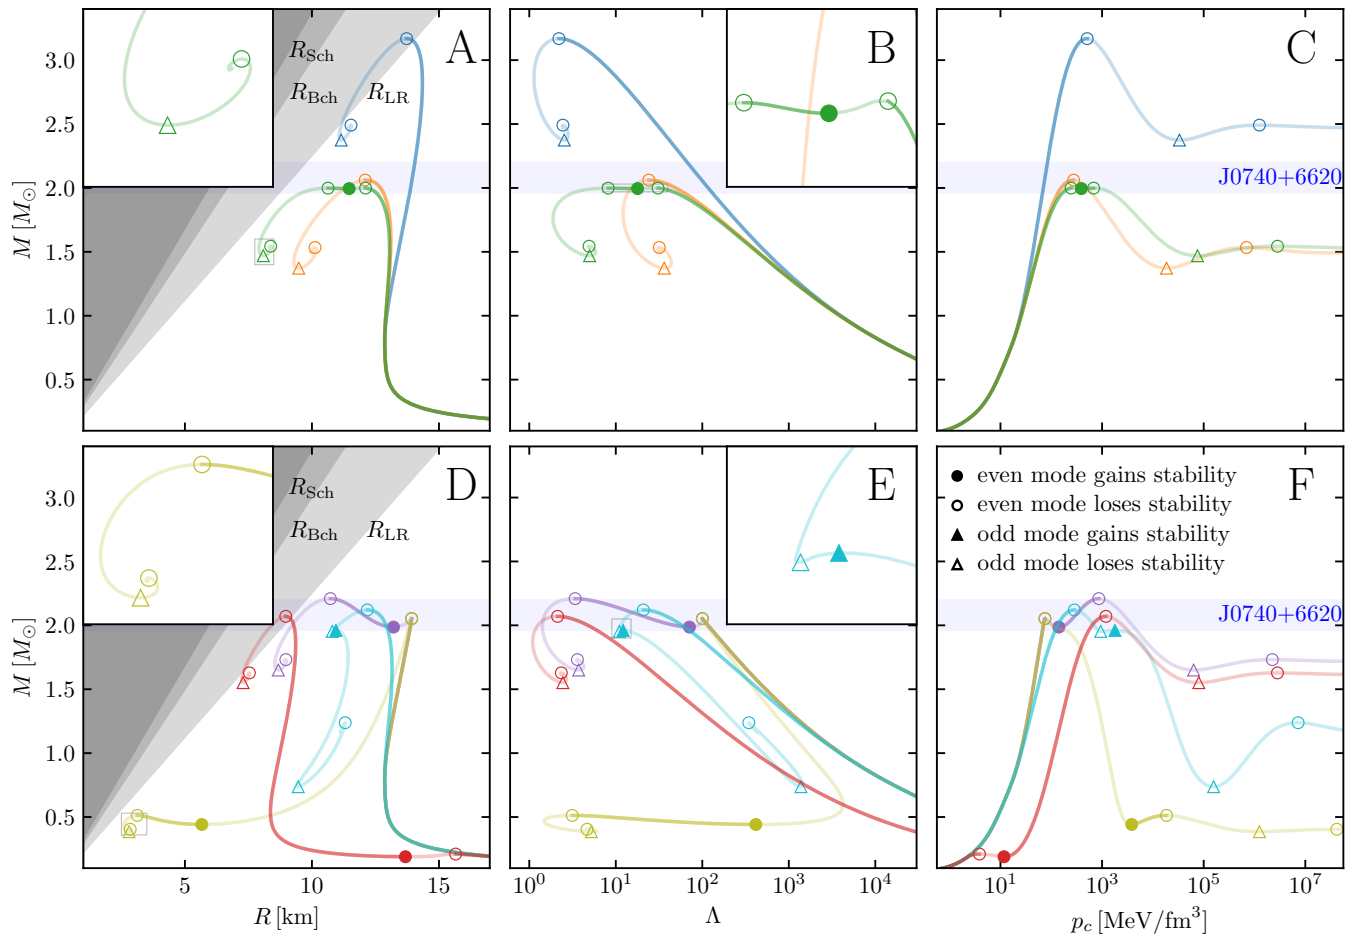 A
B
C
R_Sch
R_Bch
R_LR
J0740+6620
M [M_⊙]
3.0
2.5
2.0
1.5
1.0
0.5
D
E
F
R_Sch
R_Bch
R_LR
even mode gains stability
even mode loses stability
odd mode gains stability
odd mode loses stability
J0740+6620
M [M_⊙]
3.0
2.5
2.0
1.5
1.0
0.5
5 10 15
10^0 10^1 10^2 10^3 10^4
10^1 10^3 10^5 10^7
R [km]
Λ
p_c [MeV/fm^3]